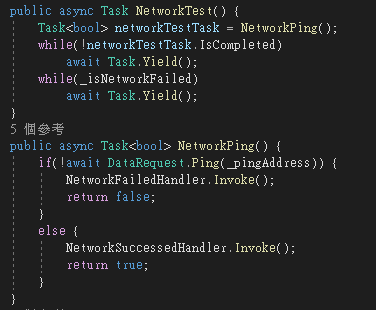 public async Task NetworkTest() {
    Task<bool> networkTestTask = NetworkPing();
    while(!networkTestTask.IsCompleted)
        await Task.Yield();
    while(_isNetworkFailed)
        await Task.Yield();
}
5 個參考
public async Task<bool> NetworkPing() {
    if(!await DataRequest.Ping(_pingAddress)) {
        NetworkFailedHandler.Invoke();
        return false;
    }
    else {
        NetworkSuccessedHandler.Invoke();
        return true;
    }
}